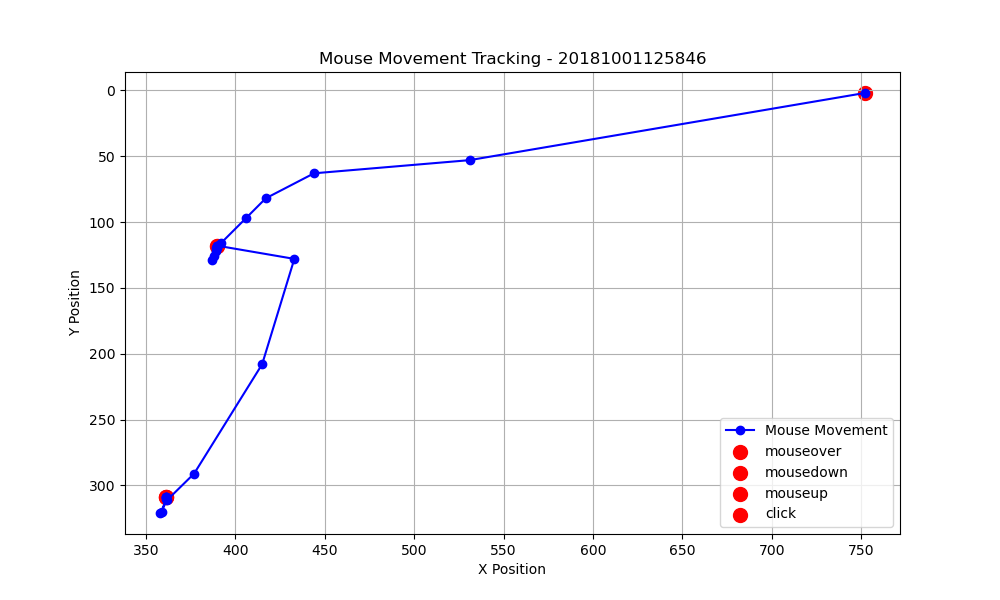 Mouse Movement Tracking - 20181001125846
0
50
100
150
200
250
300
Y Position
350
400
450
500
550
600
650
700
750
X Position
Mouse Movement
mouseover
mousedown
mouseup
click